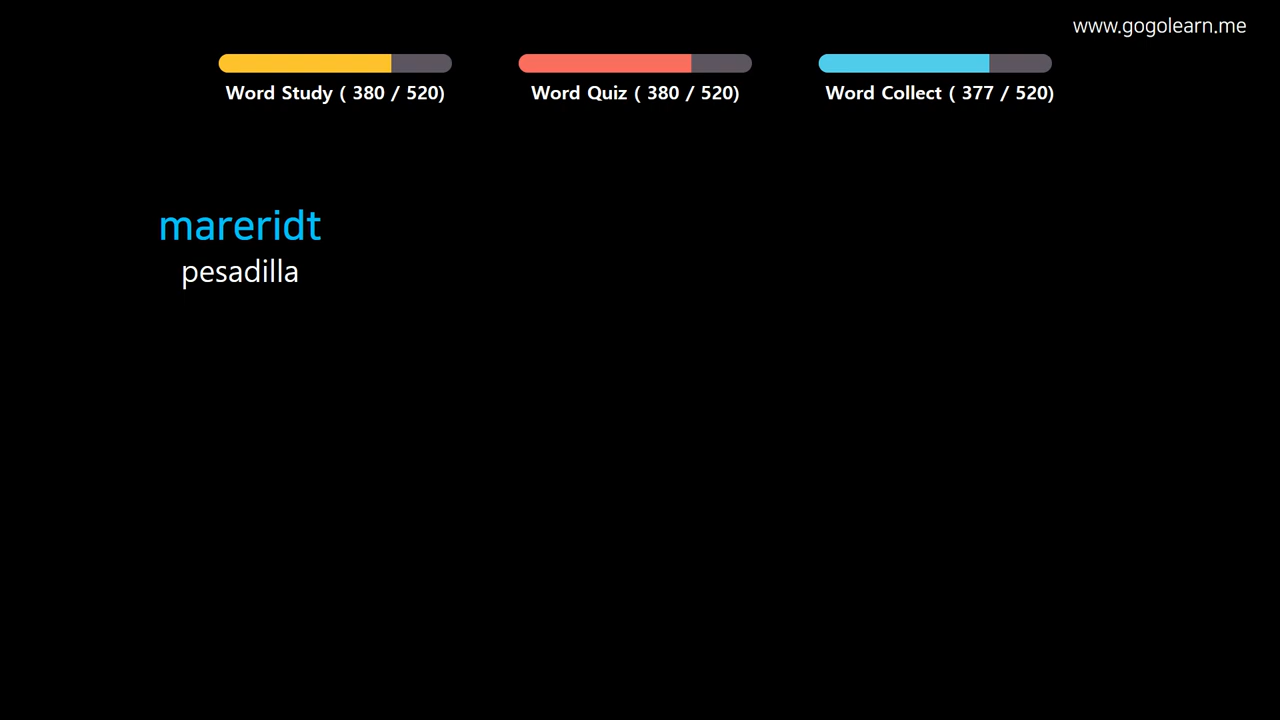 www.gogolearn.me
Word Study ( 380 / 520)
Word Quiz ( 380 / 520)
Word Collect ( 377 / 520)
mareridt
pesadilla